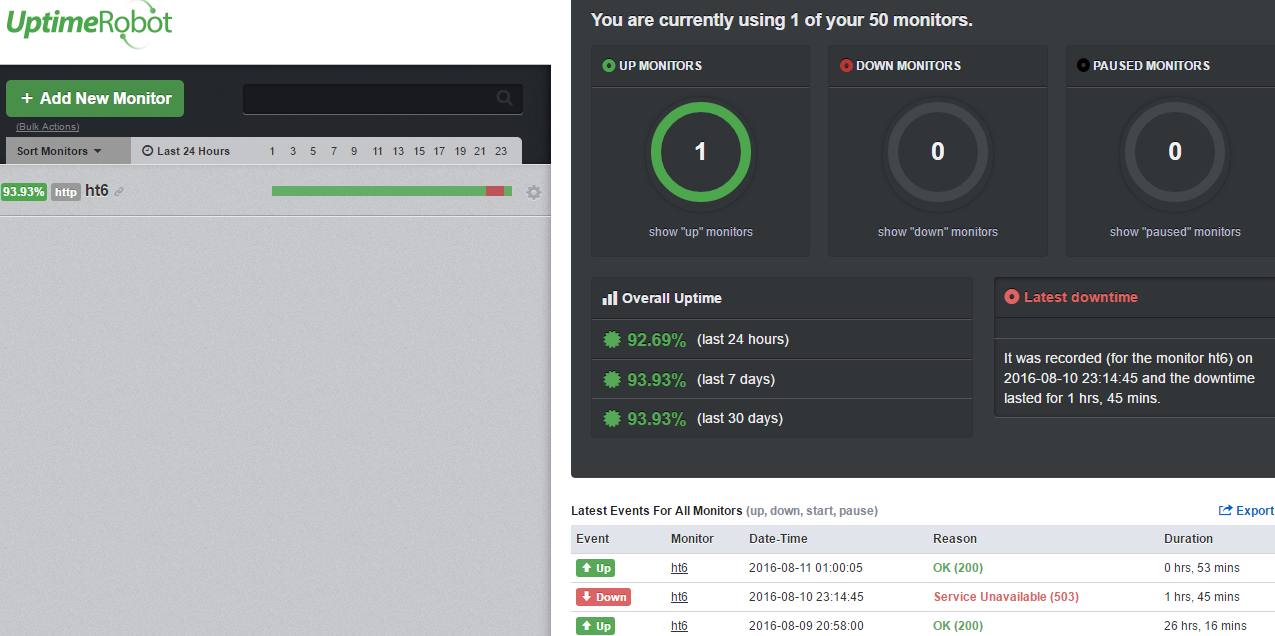 UptimeRobot
+ Add New Monitor
(Bulk Actions)
Sort Monitors Last 24 Hours 1 3 5 7 9 11 13 15 17 19 21 23
93.93% http ht6
You are currently using 1 of your 50 monitors.
UP MONITORS
1
show "up" monitors
DOWN MONITORS
0
show "down" monitors
PAUSED MONITORS
0
show "paused" monitors
Overall Uptime
92.69% (last 24 hours)
93.93% (last 7 days)
93.93% (last 30 days)
Latest downtime
It was recorded (for the monitor ht6) on
2016-08-10 23:14:45 and the downtime
lasted for 1 hrs, 45 mins.
Latest Events For All Monitors (up, down, start, pause) Export
Event Monitor Date-Time Reason Duration
Up ht6 2016-08-11 01:00:05 OK (200) 0 hrs, 53 mins
Down ht6 2016-08-10 23:14:45 Service Unavailable (503) 1 hrs, 45 mins
Up ht6 2016-08-09 20:58:00 OK (200) 26 hrs, 16 mins